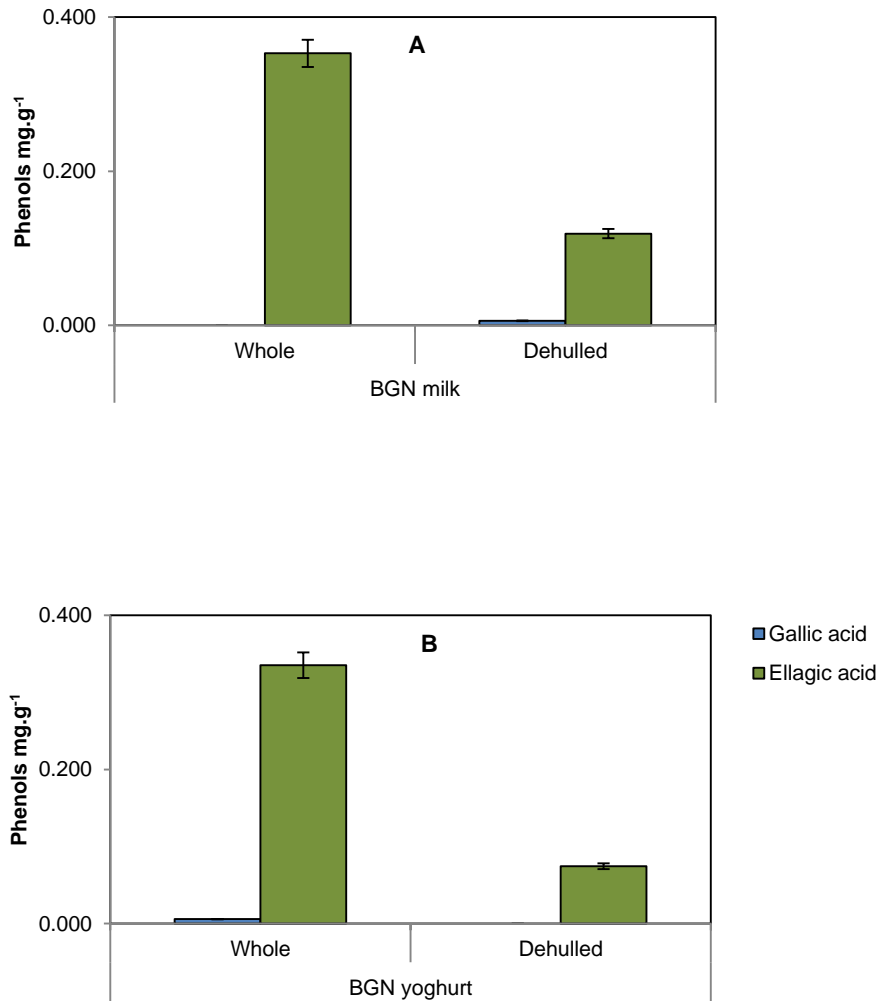 A
0.400
0.200
0.000
Phenols mg.g⁻¹
Whole Dehulled
BGN milk
B
0.400
0.200
0.000
Phenols mg.g⁻¹
Whole Dehulled
BGN yoghurt
Gallic acid
Ellagic acid